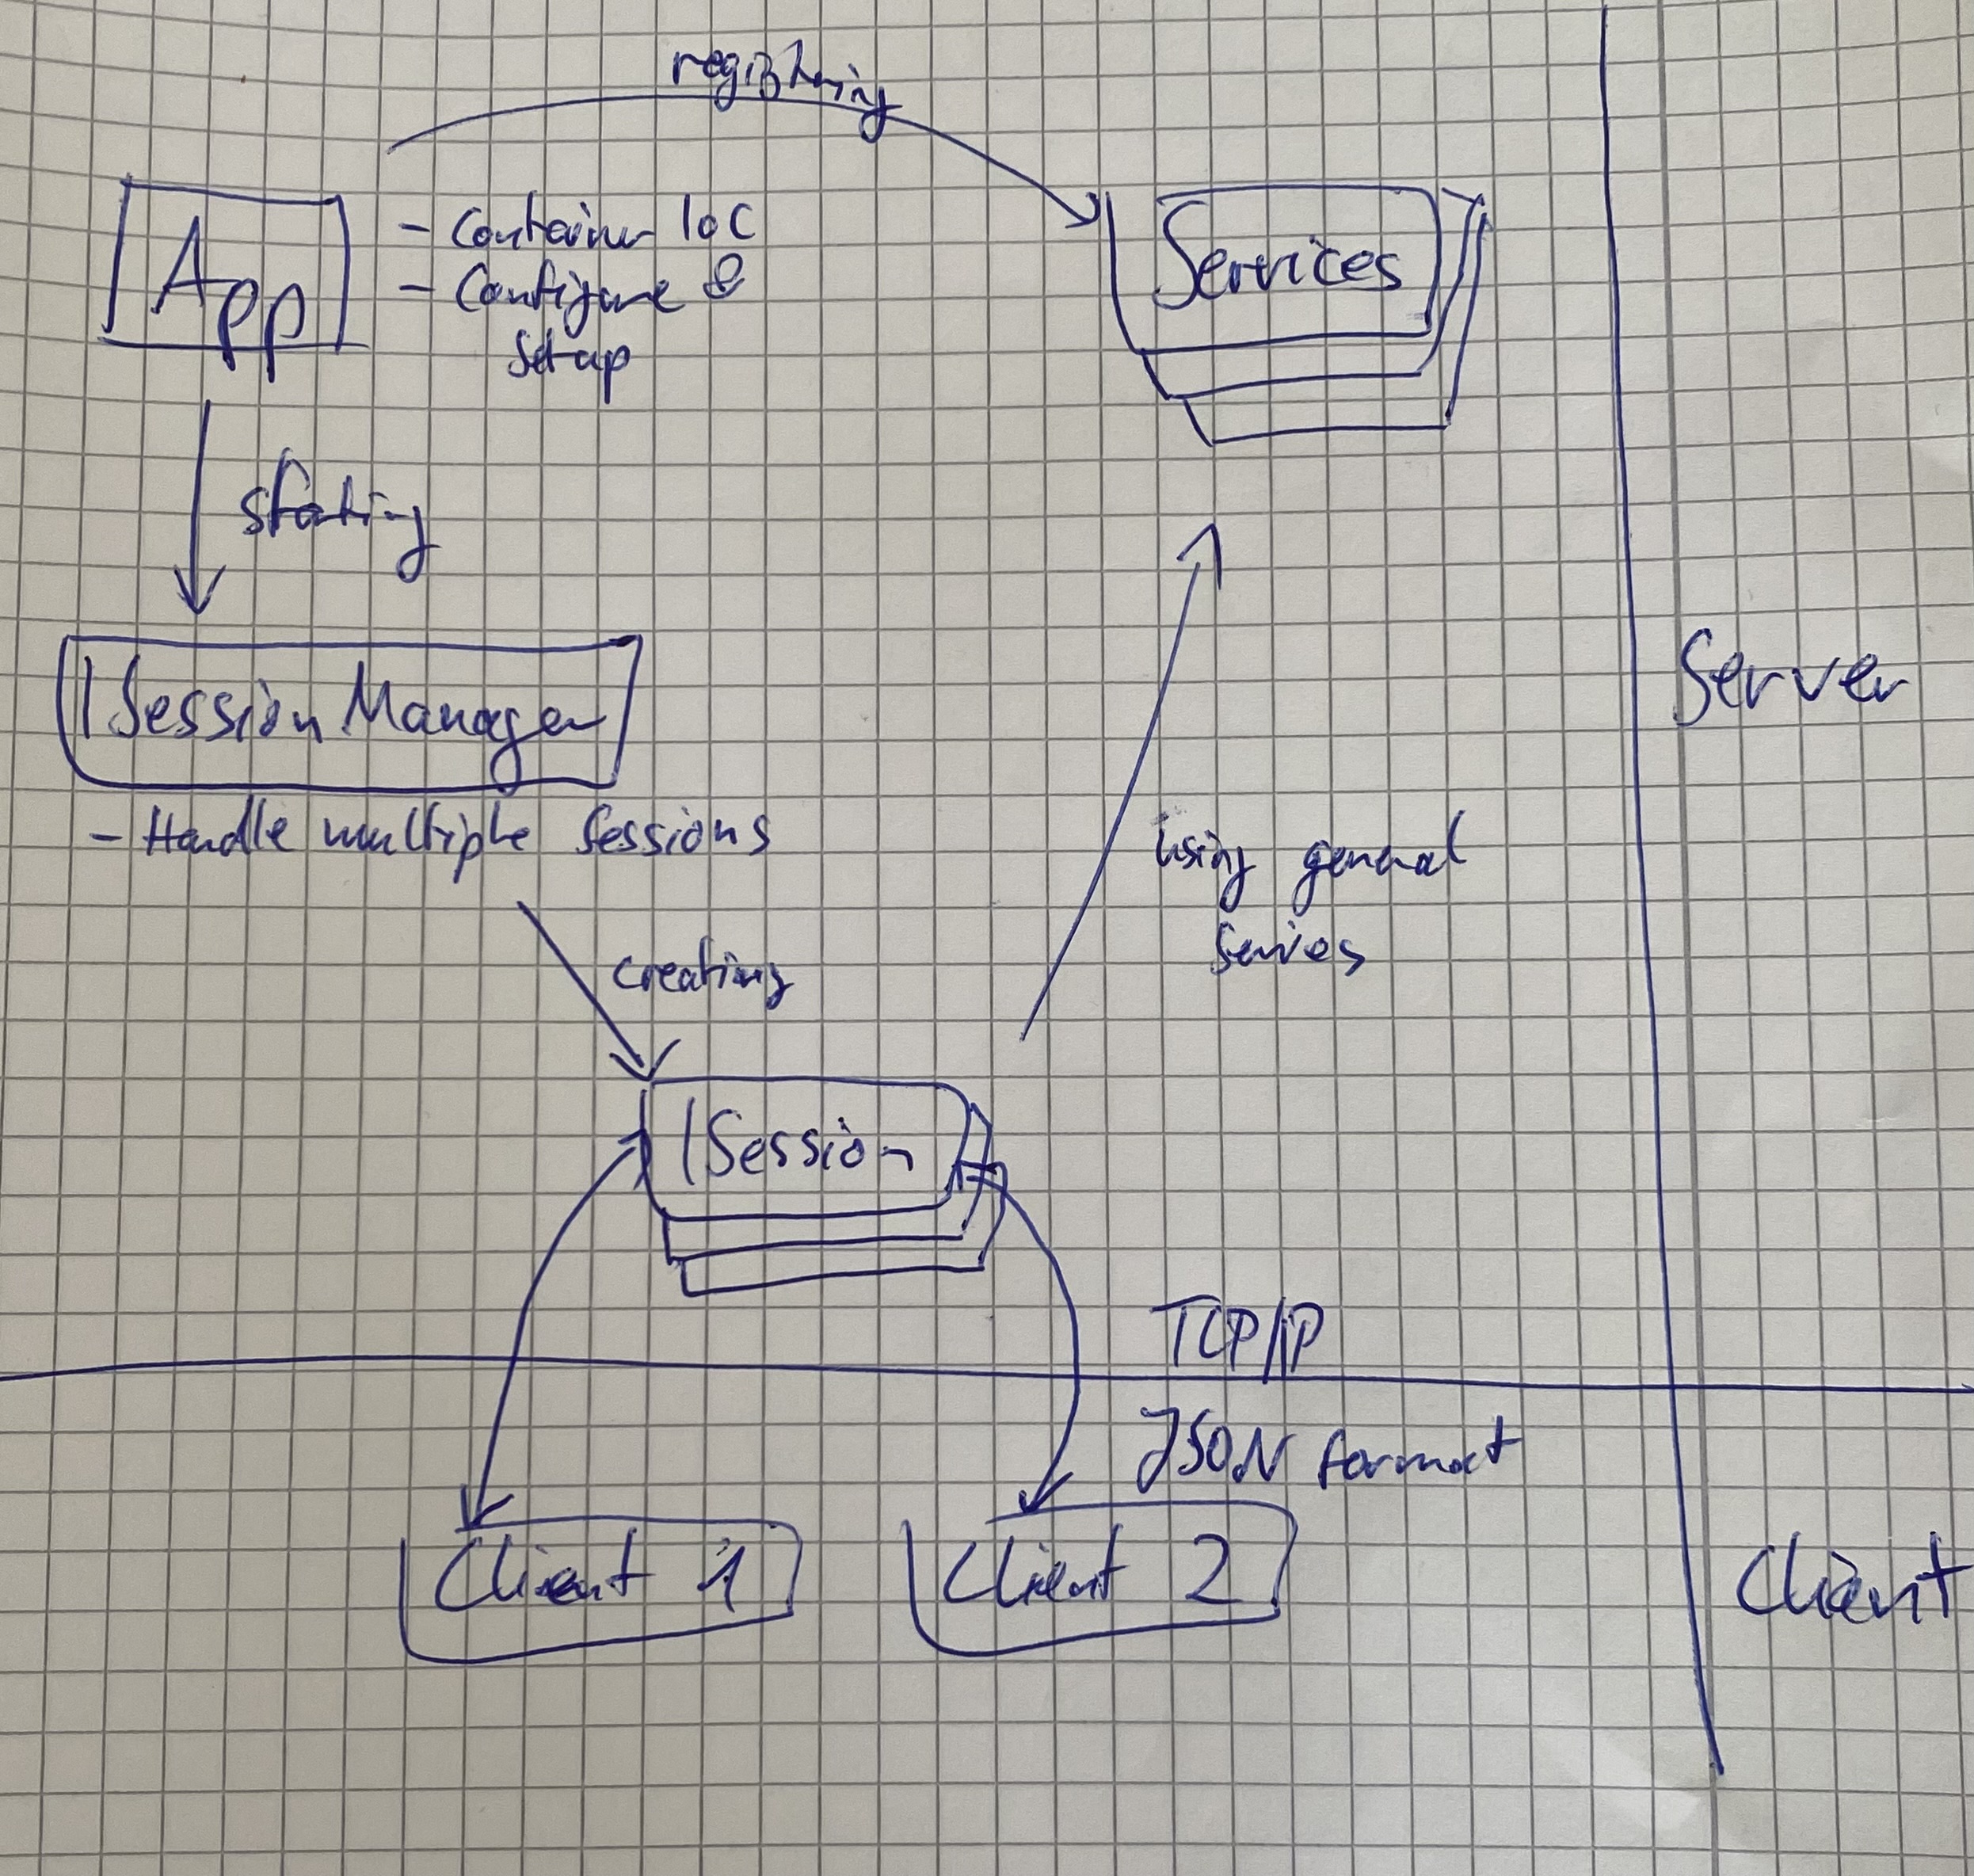 registering
App
- Container IoC
- Configure &
Setup
Services
starting
Server
ISessionManager
- Handle multiple Sessions
using general
Servies
creating
ISession
TCP/IP
JSON format
Client 1
Client 2
Client